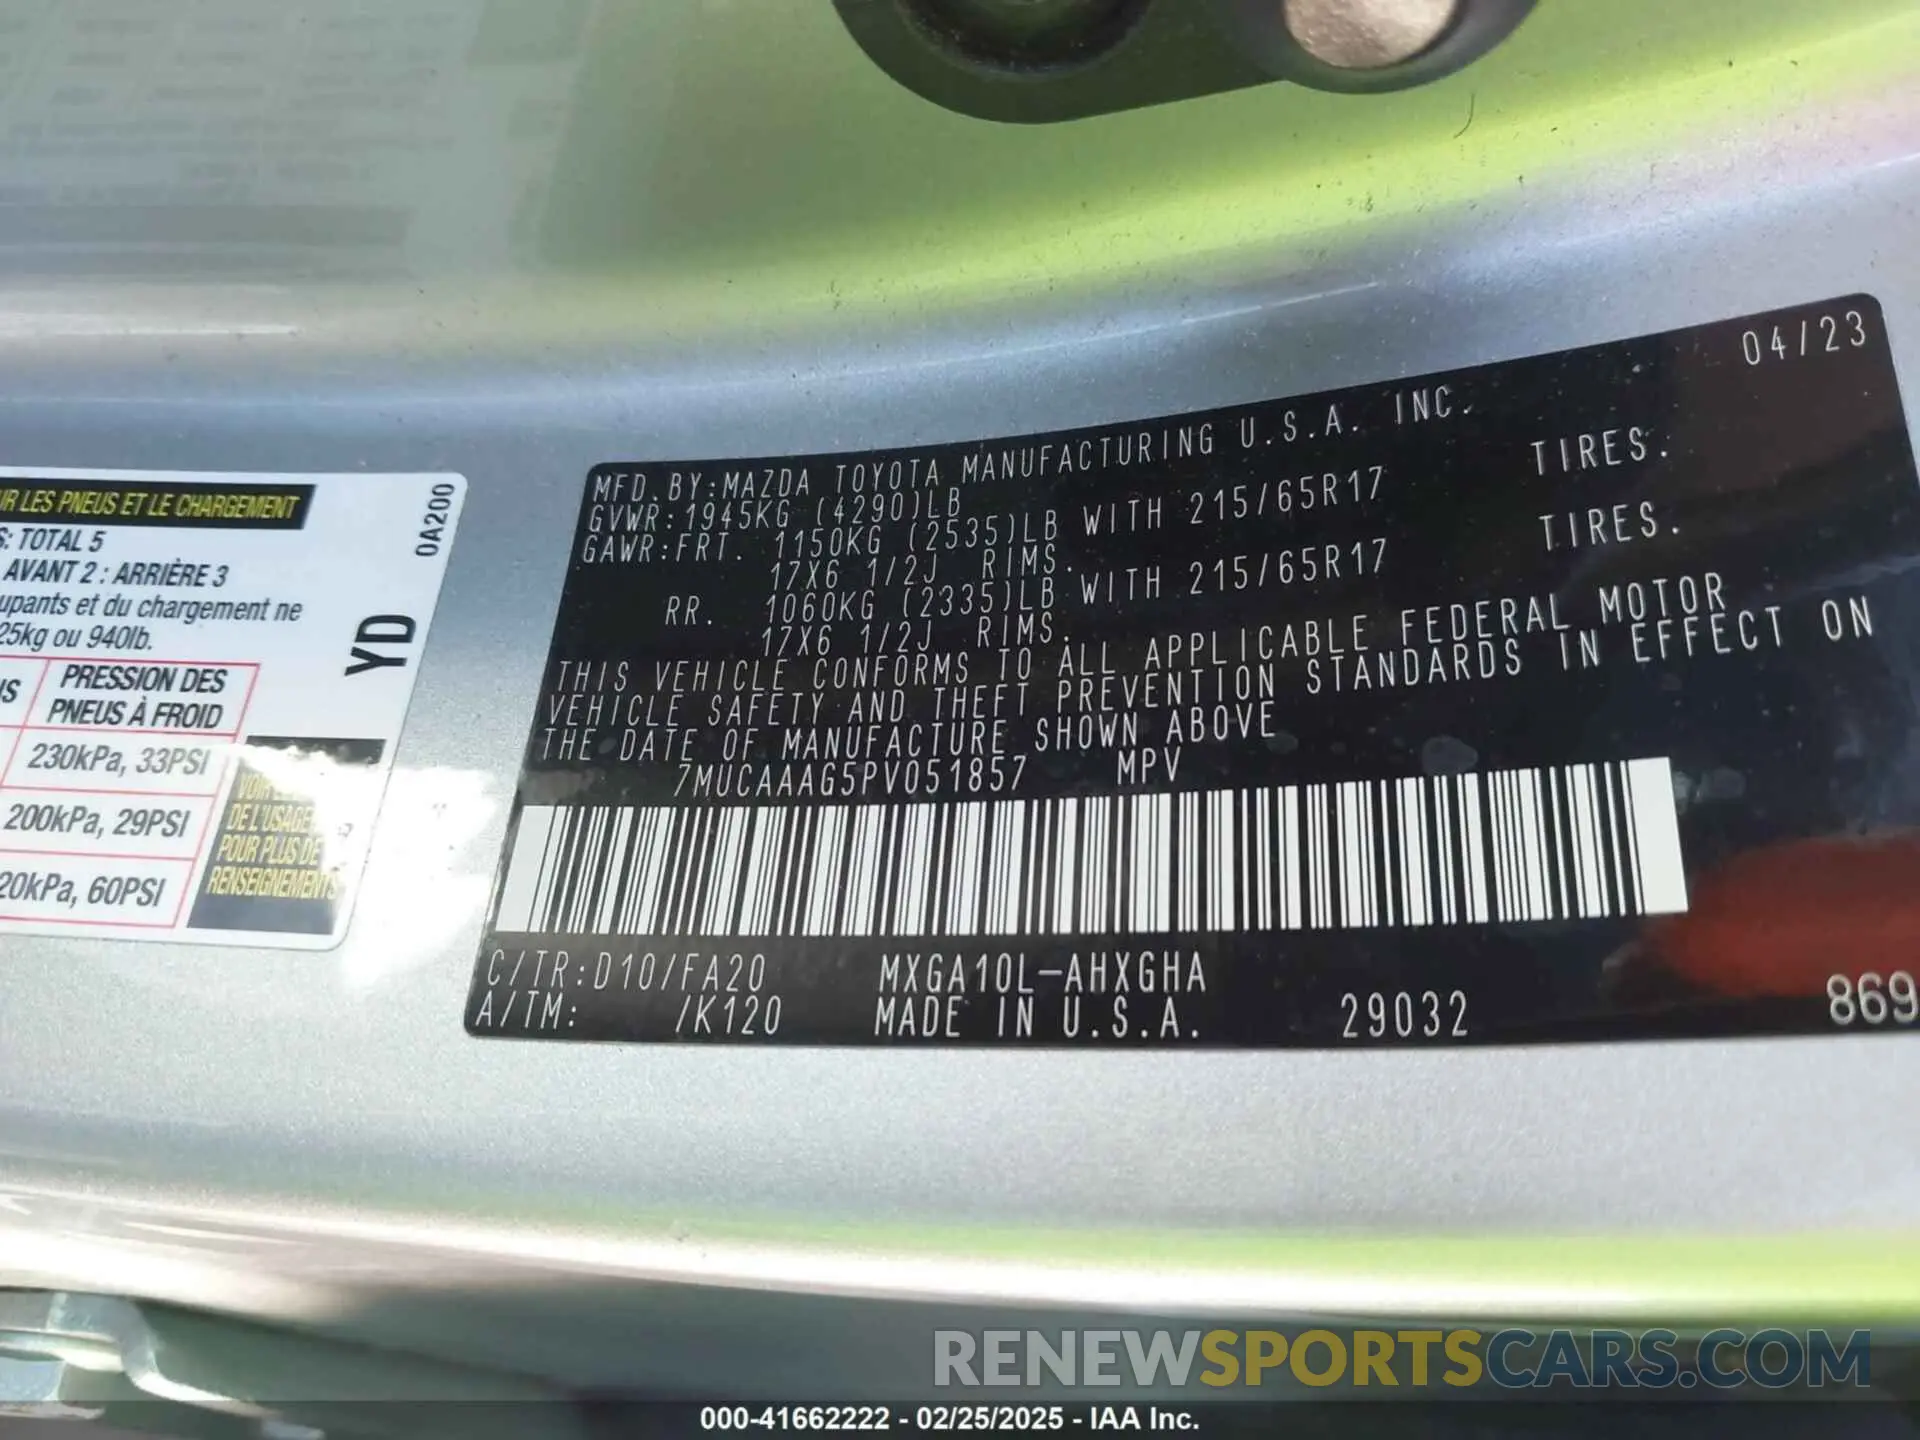 UR LES PNEUS ET LE CHARGEMENT
S: TOTAL 5
AVANT 2 : ARRIÈRE 3
upants et du chargement ne
25kg ou 940lb.
0A200
YD
PRESSION DES
PNEUS À FROID
230kPa, 33PSI
200kPa, 29PSI
20kPa, 60PSI
DE L'USAGE
POUR PLUS DE
RENSEIGNEMENTS
04/23
MFD. BY:MAZDA TOYOTA MANUFACTURING U.S.A. INC.
GVWR:1945KG (4290)LB
GAWR:FRT. 1150KG (2535)LB WITH 215/65R17 TIRES.
17X6 1/2J RIMS.
RR. 1060KG (2335)LB WITH 215/65R17 TIRES.
17X6 1/2J RIMS.
THIS VEHICLE CONFORMS TO ALL APPLICABLE FEDERAL MOTOR
VEHICLE SAFETY AND THEFT PREVENTION STANDARDS IN EFFECT ON
THE DATE OF MANUFACTURE SHOWN ABOVE
7MUCAAAG5PV051857 MPV
C/TR:D10/FA20 MXGA10L-AHXGHA
A/TM: /K120 MADE IN U.S.A. 29032 869
RENEWSPORTSCARS.COM
000-41662222 - 02/25/2025 - IAA Inc.